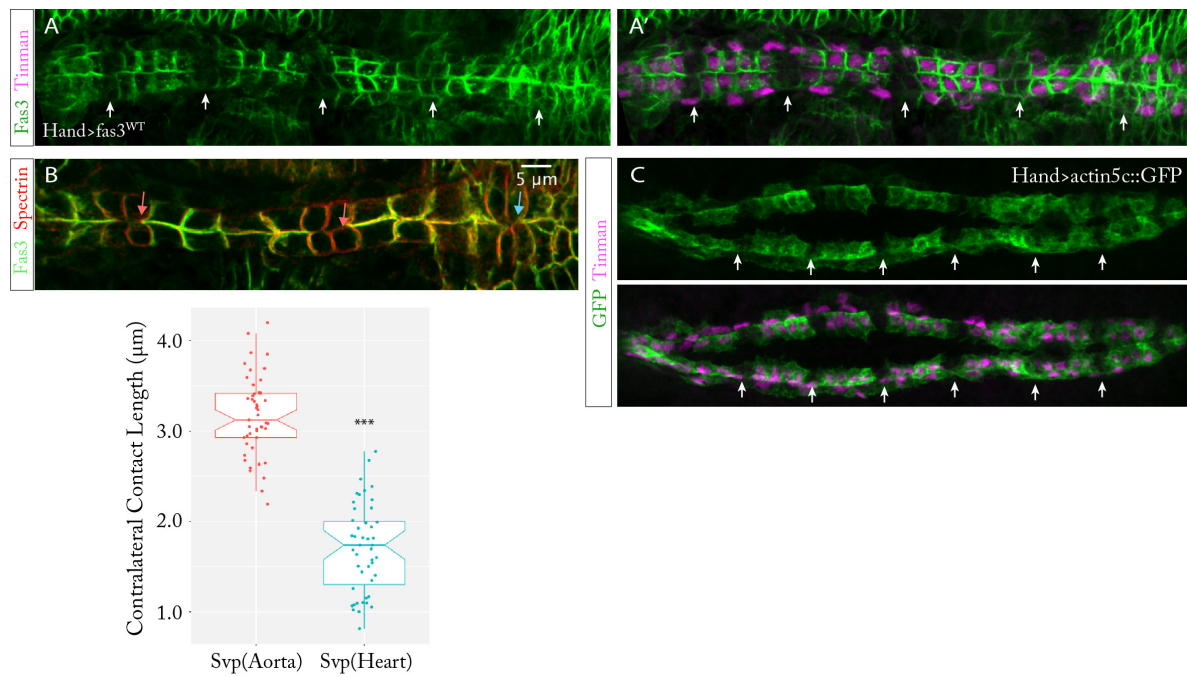 A
A'
Fas3 Tinman
Hand>fas3WT
B
5 μm
Fas3 Spectrin
C
Hand>actin5c::GFP
GFP Tinman
Contralateral Contact Length (μm)
4.0
3.0
2.0
1.0
***
Svp(Aorta) Svp(Heart)